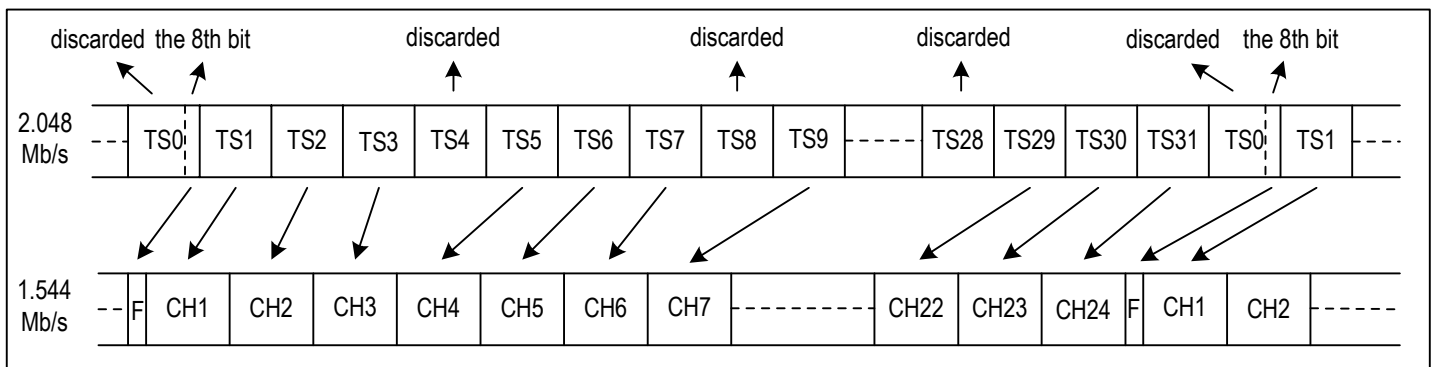 discarded the 8th bit discarded discarded discarded discarded the 8th bit
2.048
Mb/s
TS0 TS1 TS2 TS3 TS4 TS5 TS6 TS7 TS8 TS9 TS28 TS29 TS30 TS31 TS0 TS1
1.544
Mb/s
F CH1 CH2 CH3 CH4 CH5 CH6 CH7 CH22 CH23 CH24 F CH1 CH2